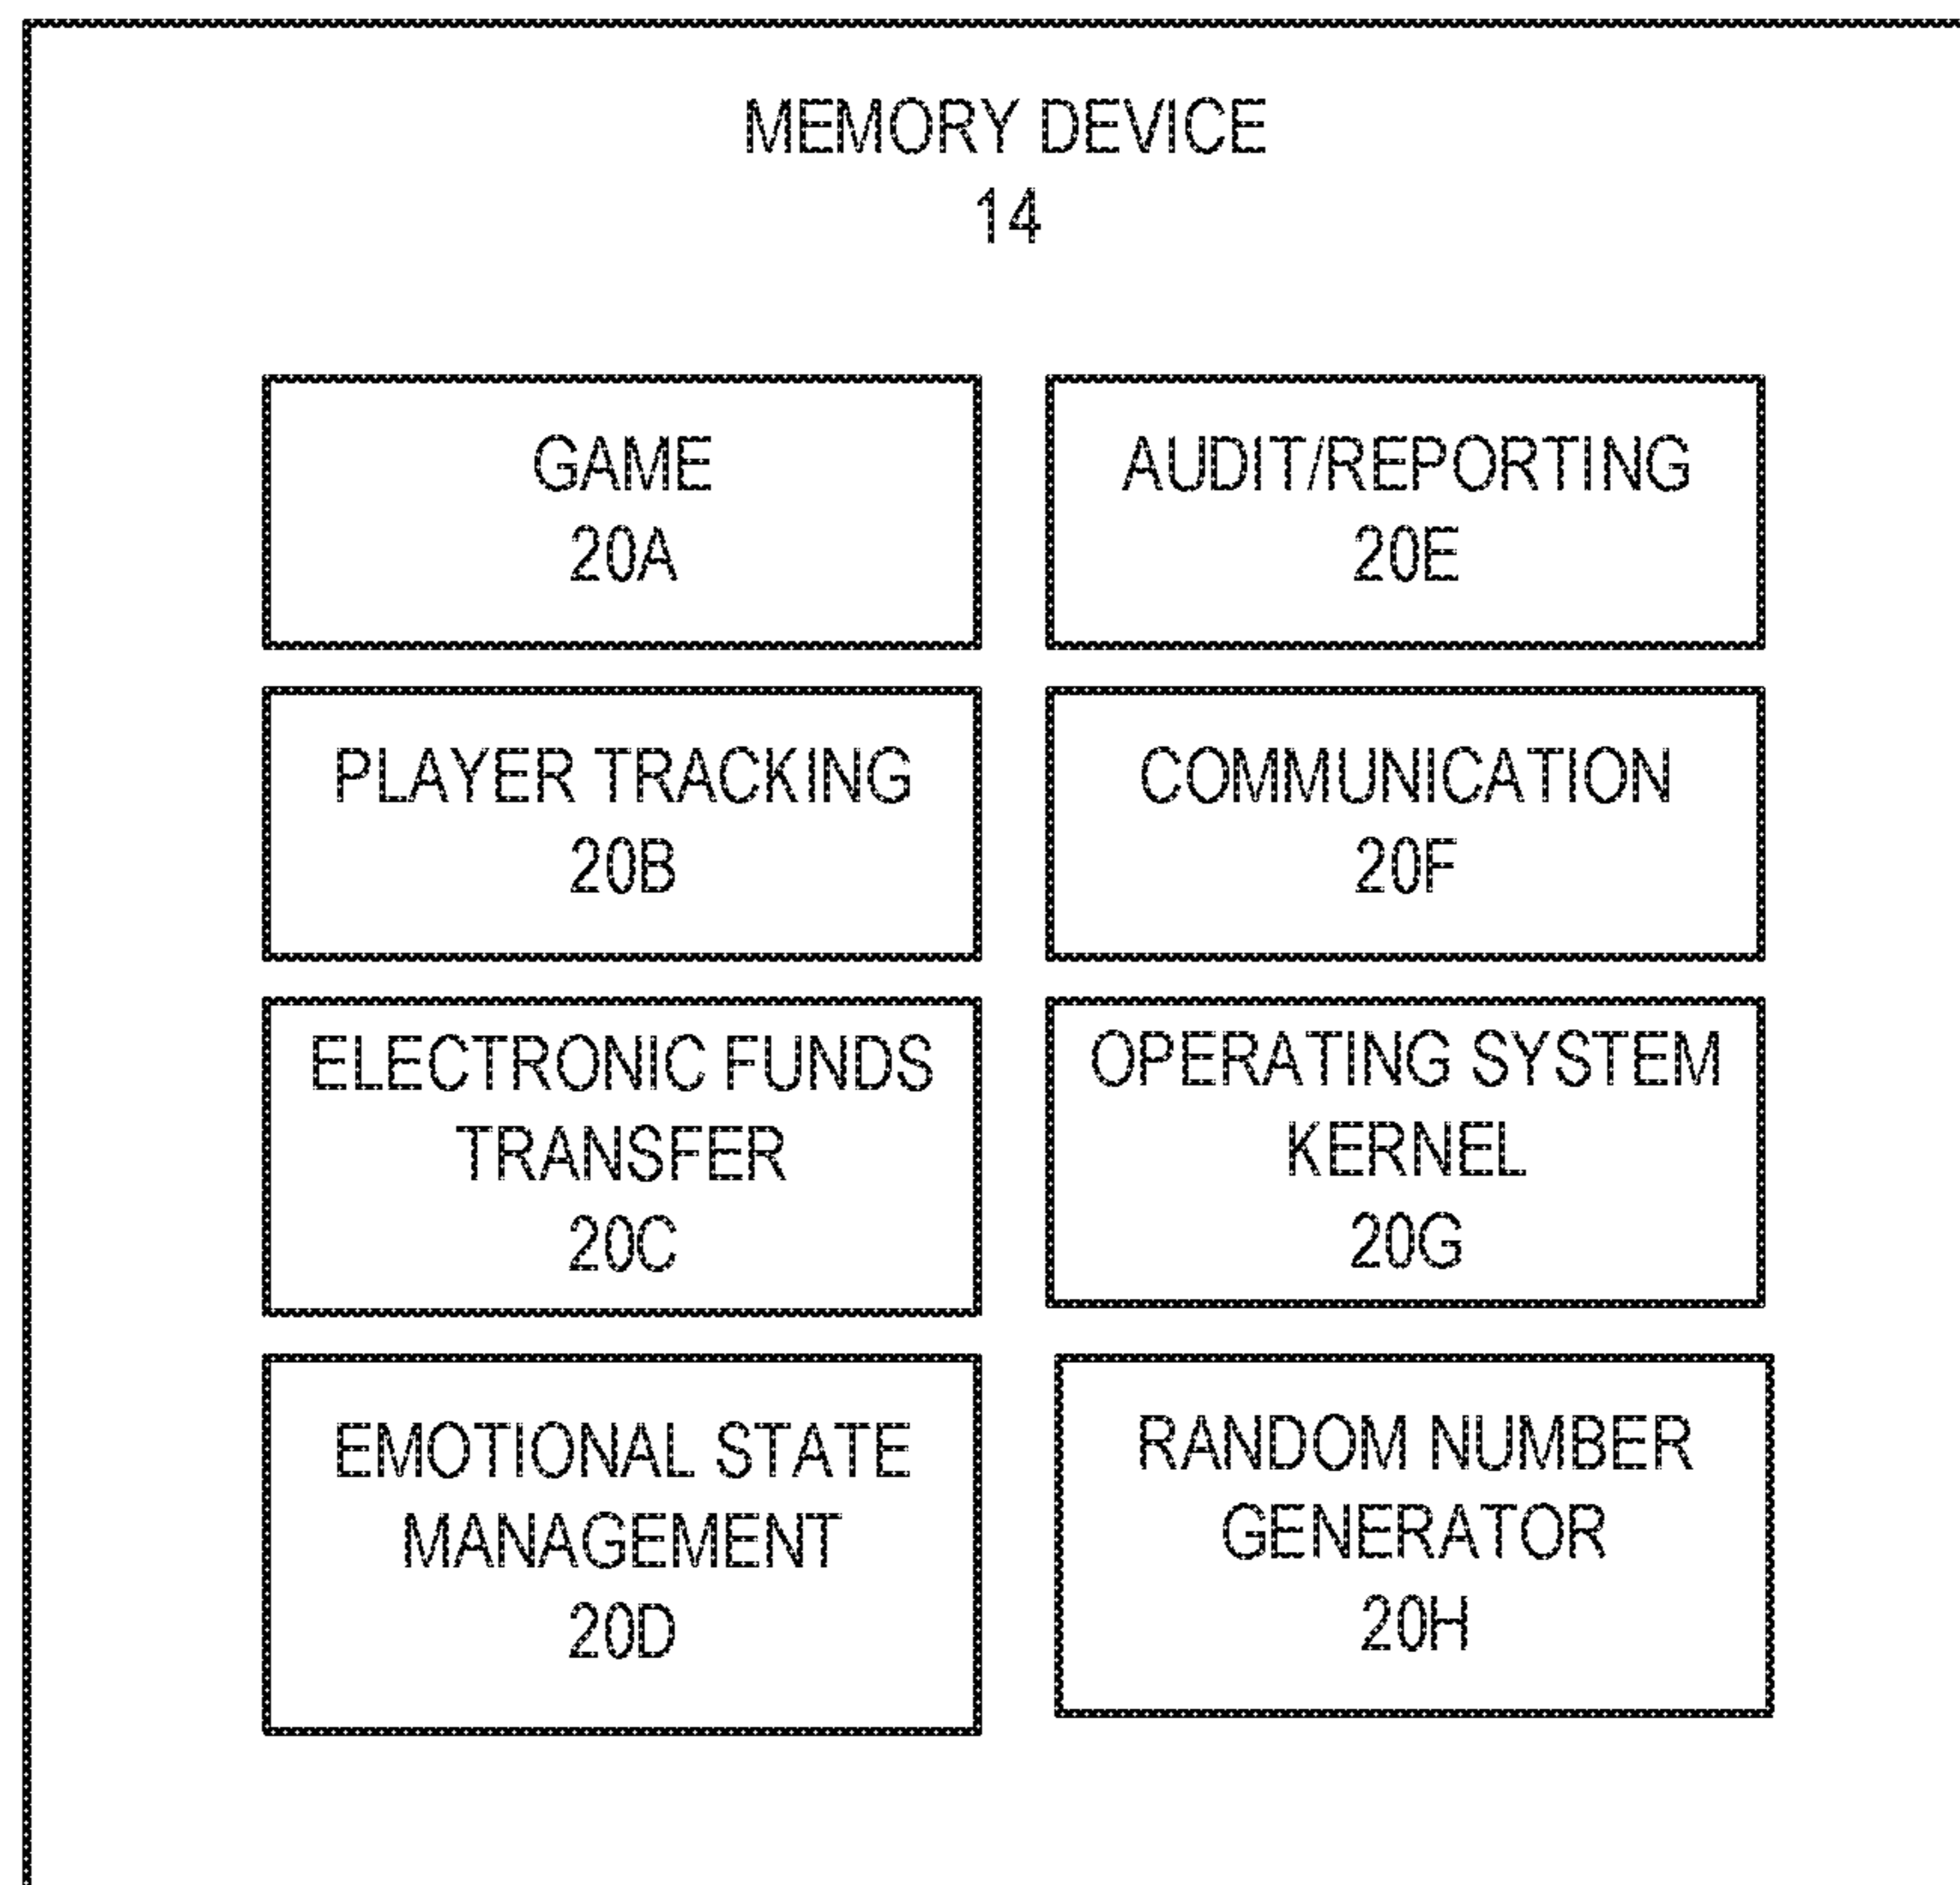 MEMORY DEVICE
14
GAME
20A
AUDIT/REPORTING
20E
PLAYER TRACKING
20B
COMMUNICATION
20F
ELECTRONIC FUNDS
TRANSFER
20C
OPERATING SYSTEM
KERNEL
20G
EMOTIONAL STATE
MANAGEMENT
20D
RANDOM NUMBER
GENERATOR
20H